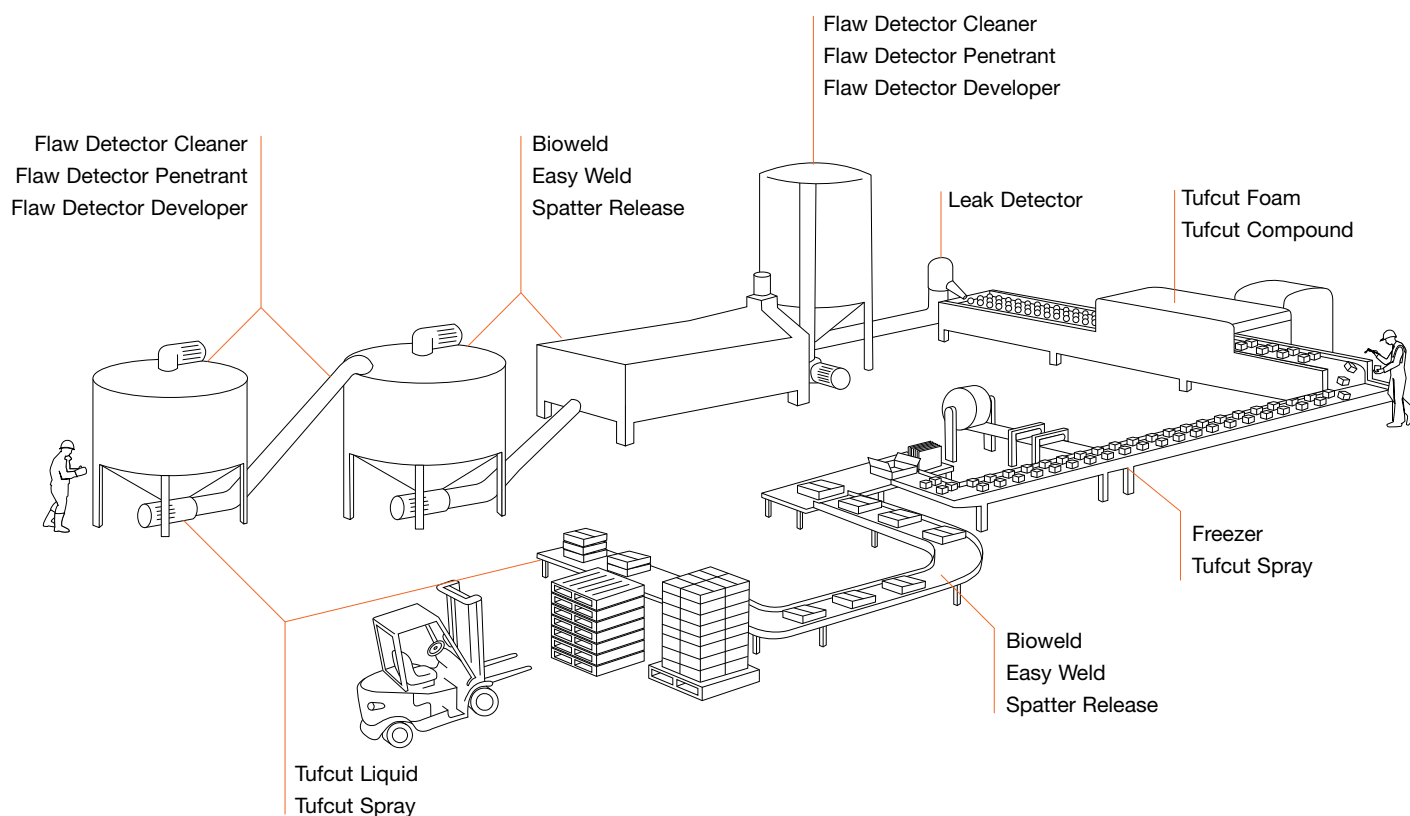 Flaw Detector Cleaner
Flaw Detector Penetrant
Flaw Detector Developer
Flaw Detector Cleaner
Flaw Detector Penetrant
Flaw Detector Developer
Bioweld
Easy Weld
Spatter Release
Leak Detector
Tufcut Foam
Tufcut Compound
Freezer
Tufcut Spray
Bioweld
Easy Weld
Spatter Release
Tufcut Liquid
Tufcut Spray